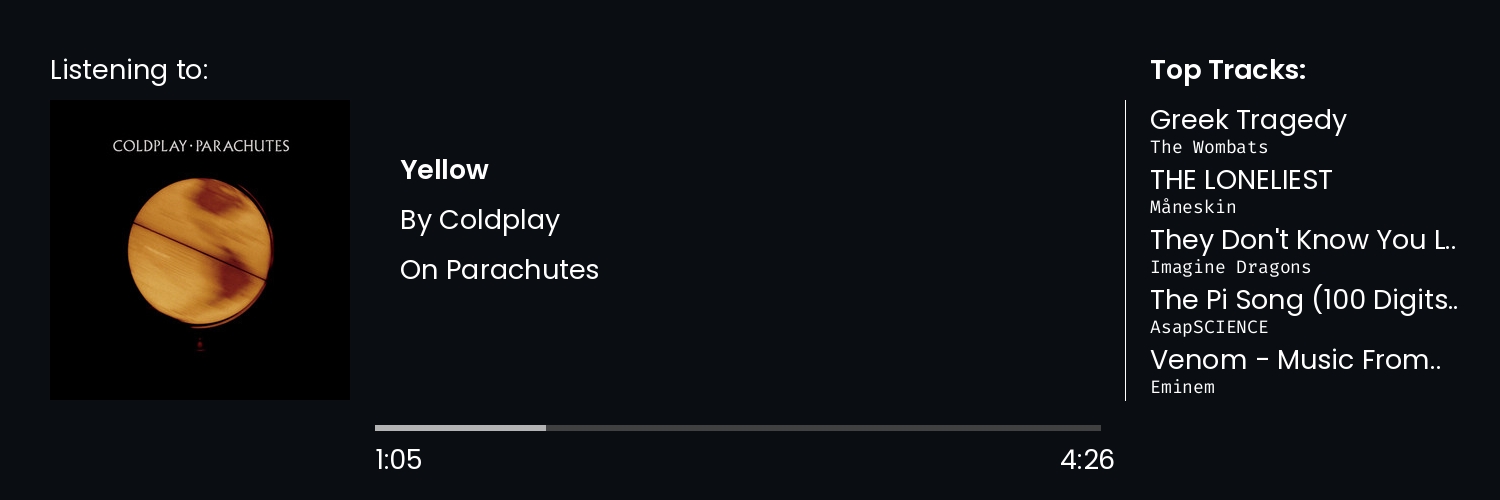 Listening to:
COLDPLAY·PARACHUTES
Yellow
By Coldplay
On Parachutes
1:05
4:26
Top Tracks:
Greek Tragedy
The Wombats
THE LONELIEST
Måneskin
They Don't Know You L..
Imagine Dragons
The Pi Song (100 Digits..
AsapSCIENCE
Venom - Music From..
Eminem